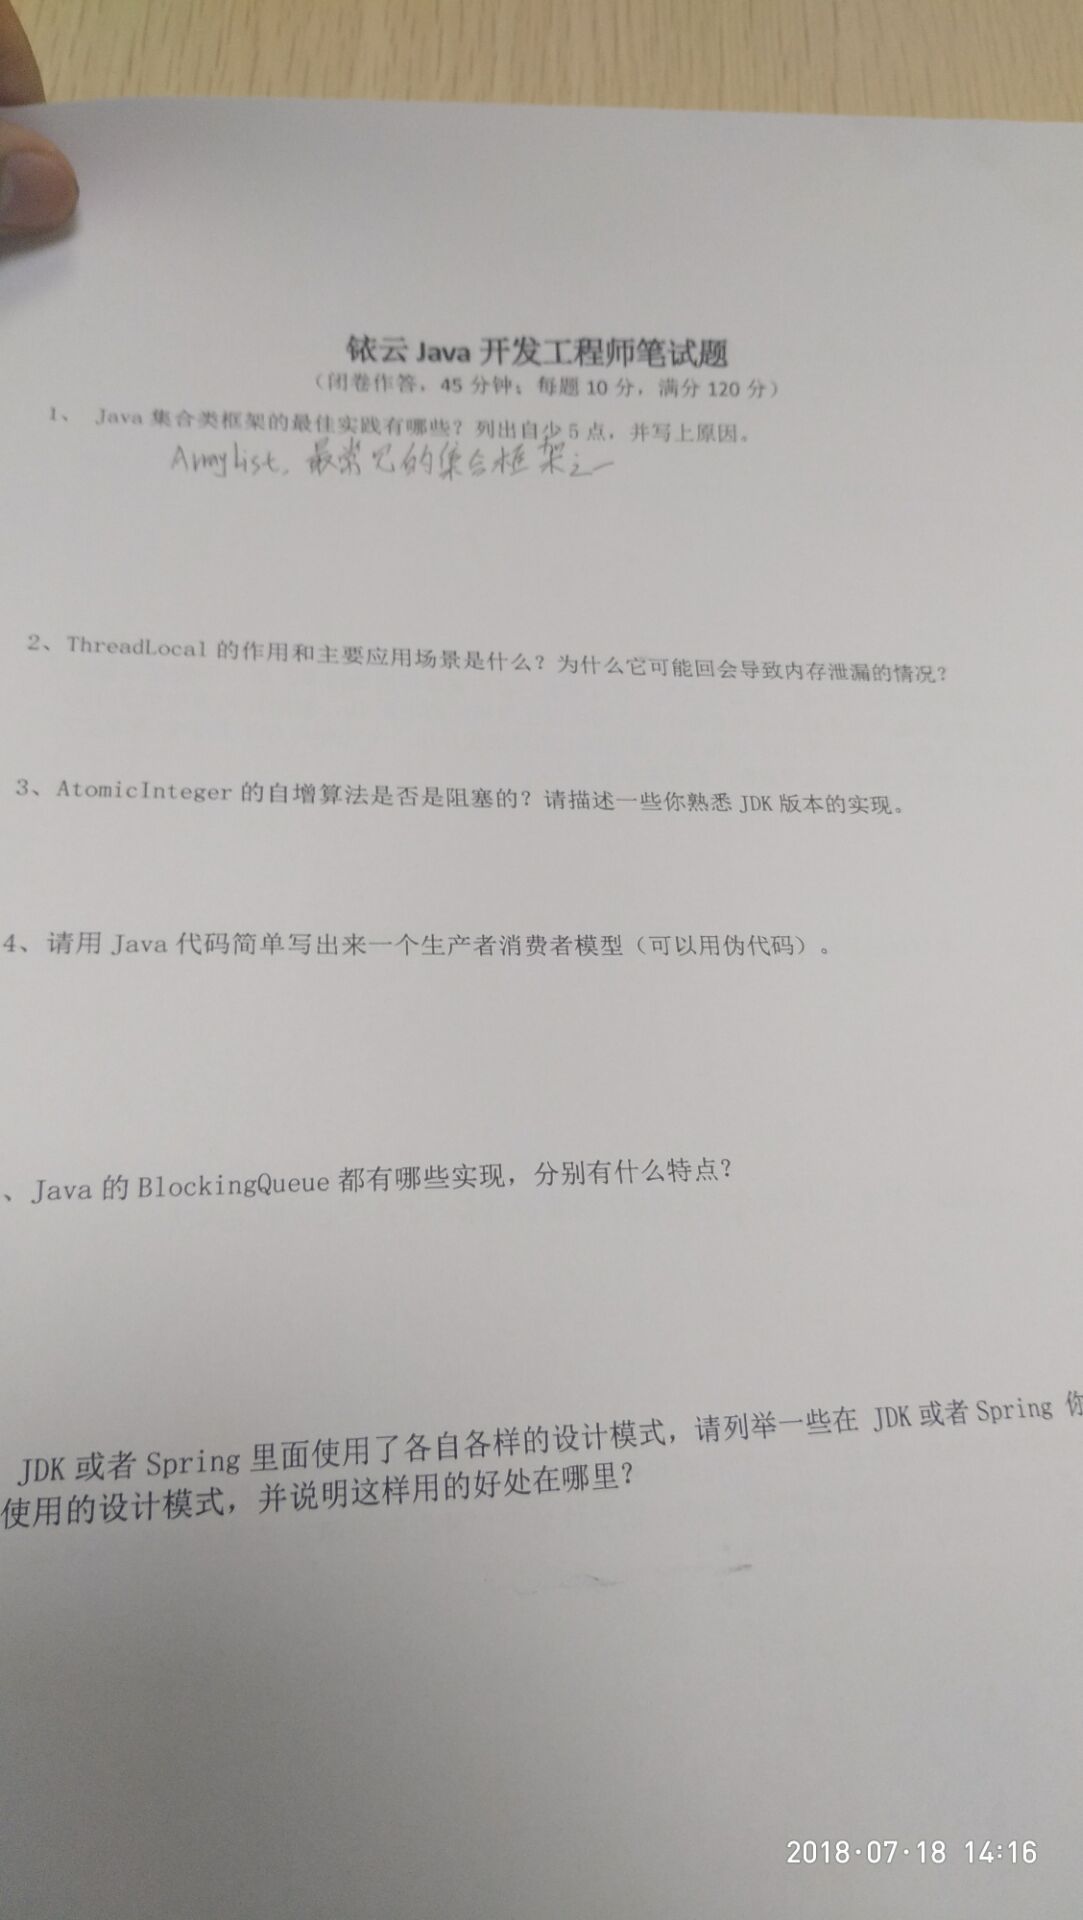 铱云 Java 开发工程师笔试题
（闭卷作答，45 分钟；每题 10 分，满分 120 分）
1、 Java 集合类框架的最佳实践有哪些？列出自少 5 点，并写上原因。
ArrayList，最常见的集合框架之一
2、ThreadLocal 的作用和主要应用场景是什么？为什么它可能回会导致内存泄漏的情况？
3、AtomicInteger 的自增算法是否是阻塞的？请描述一些你熟悉 JDK 版本的实现。
4、请用 Java 代码简单写出来一个生产者消费者模型（可以用伪代码）。
、Java 的 BlockingQueue 都有哪些实现，分别有什么特点？
JDK 或者 Spring 里面使用了各自各样的设计模式，请列举一些在 JDK 或者 Spring 你
使用的设计模式，并说明这样用的好处在哪里？
2018·07·18 14:16